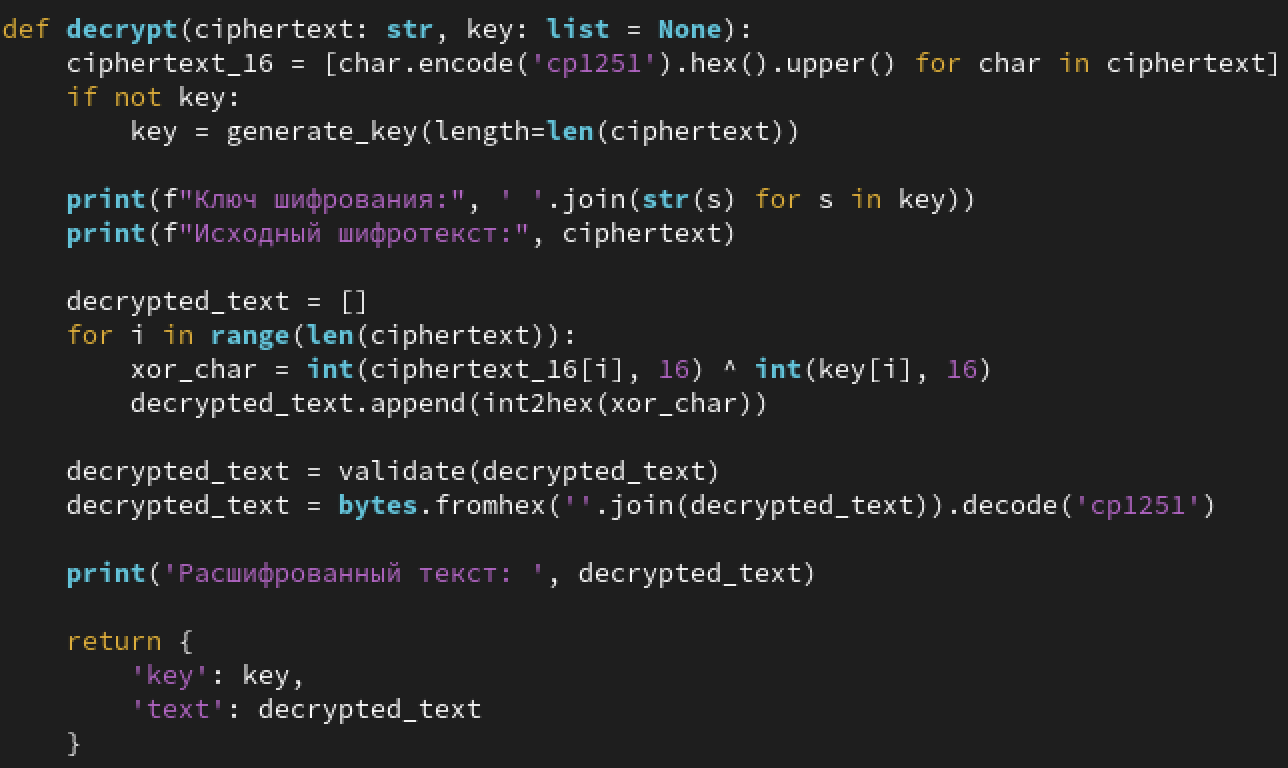 def decrypt(ciphertext: str, key: list = None):
    ciphertext_16 = [char.encode('cp1251').hex().upper() for char in ciphertext]
    if not key:
        key = generate_key(length=len(ciphertext))

    print(f"Ключ шифрования:", ' '.join(str(s) for s in key))
    print(f"Исходный шифротекст:", ciphertext)

    decrypted_text = []
    for i in range(len(ciphertext)):
        xor_char = int(ciphertext_16[i], 16) ^ int(key[i], 16)
        decrypted_text.append(int2hex(xor_char))

    decrypted_text = validate(decrypted_text)
    decrypted_text = bytes.fromhex(''.join(decrypted_text)).decode('cp1251')

    print('Расшифрованный текст: ', decrypted_text)

    return {
        'key': key,
        'text': decrypted_text
    }